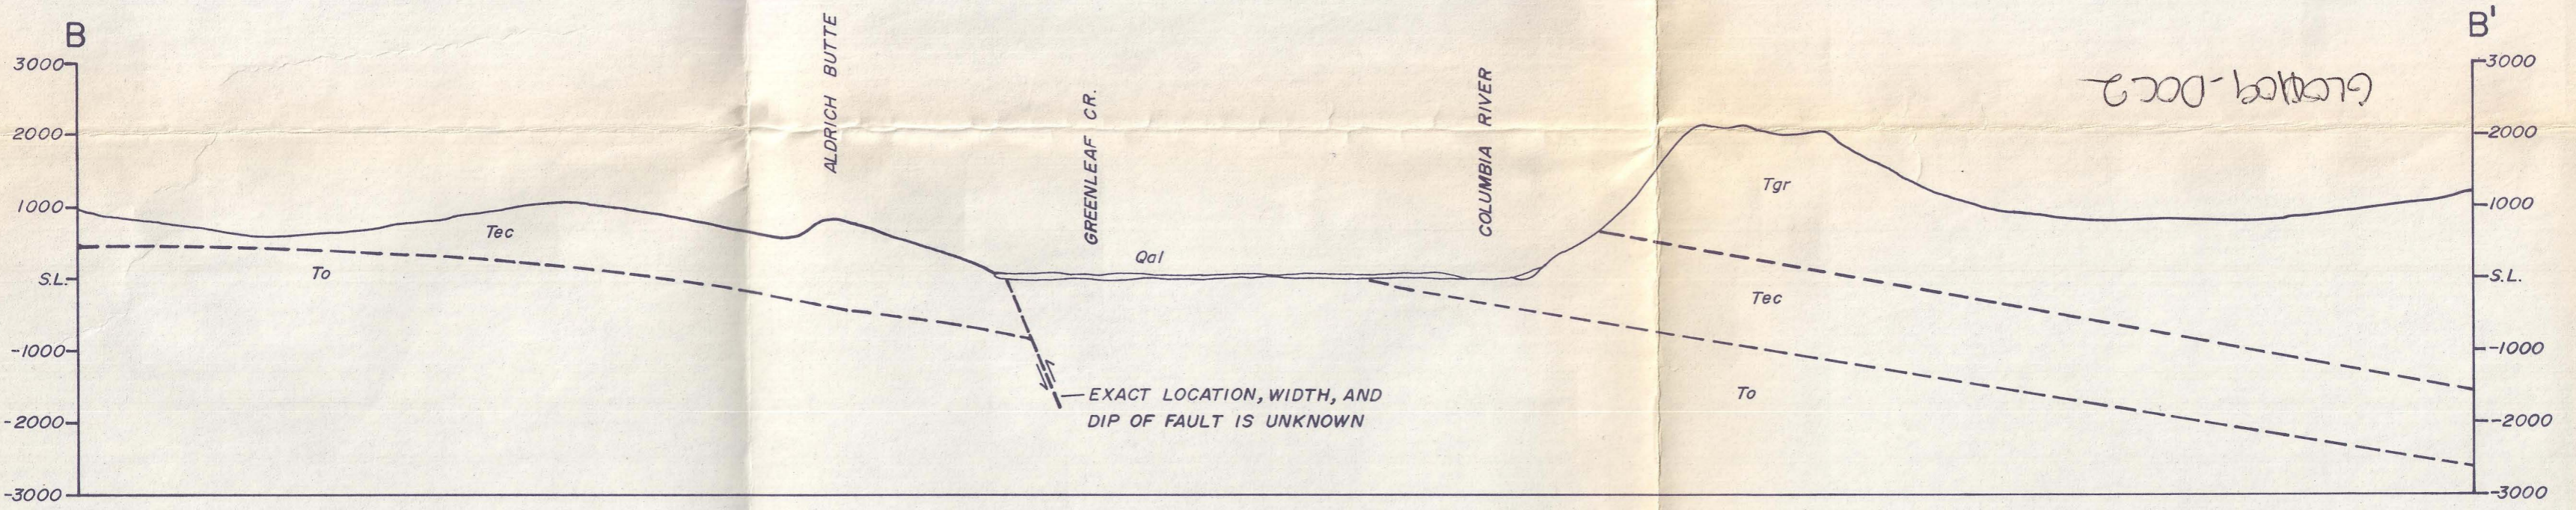 B
B'
3000
2000
1000
S.L.
-1000
-2000
-3000
ALDRICH BUTTE
GREENLEAF CR.
COLUMBIA RIVER
Tec
To
Qal
Tgr
Tec
To
EXACT LOCATION, WIDTH, AND
DIP OF FAULT IS UNKNOWN
3000
2000
1000
S.L.
-1000
-2000
-3000